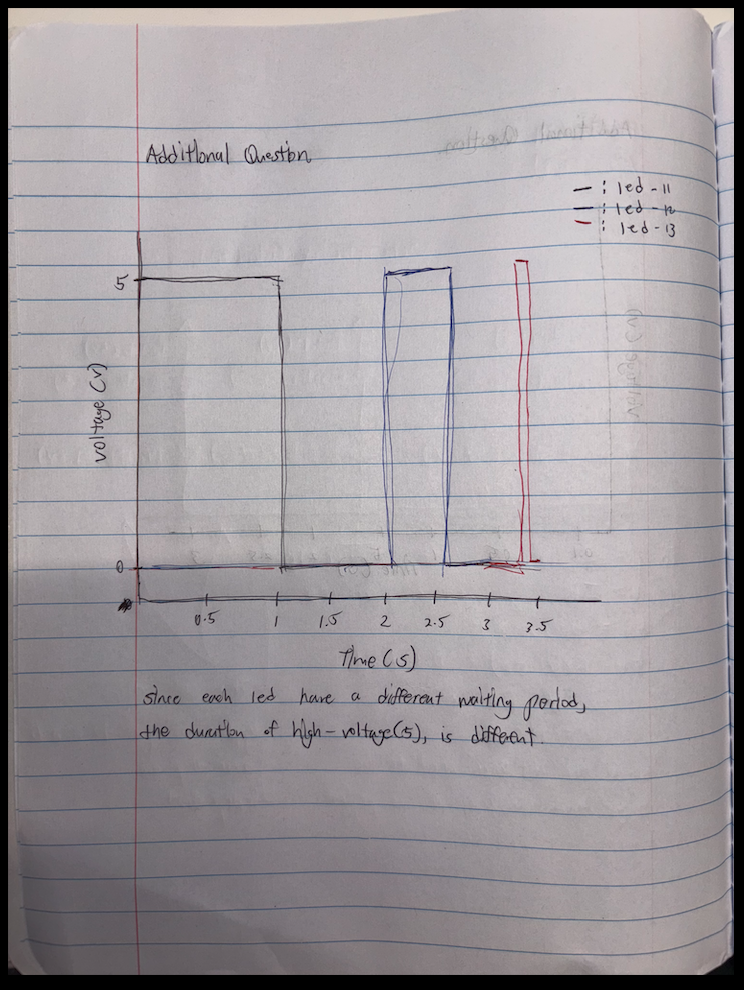 Additional Question
— : led-11
— : led-12
— : led-13
5
voltage (v)
0
0.5 1 1.5 2 2.5 3 3.5
Time (s)
since each led have a different waiting period,
the duration of high-voltage(5), is different.